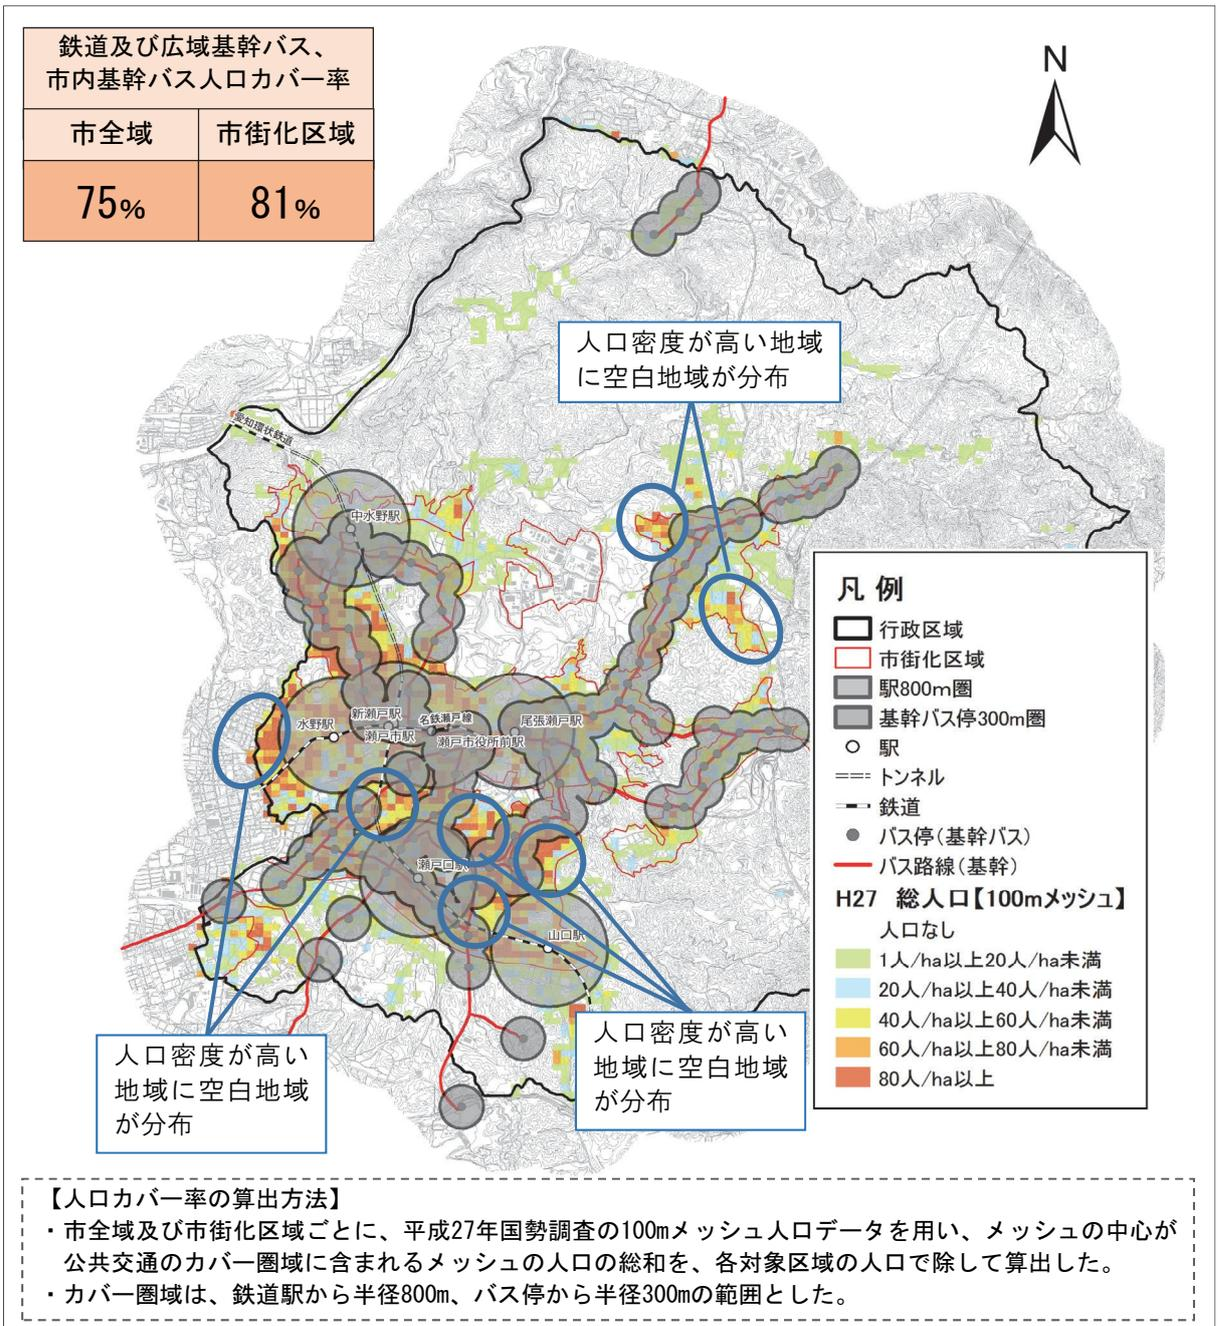 鉄道及び広域基幹バス、
市内基幹バス人口カバー率
市全域
市街化区域
75%
81%
N
人口密度が高い地域
に空白地域が分布
愛知環状鉄道
中水野駅
水野駅
新瀬戸駅
瀬戸市駅
名鉄瀬戸線
瀬戸市役所前駅
尾張瀬戸駅
瀬戸口駅
山口駅
人口密度が高い
地域に空白地域
が分布
人口密度が高い
地域に空白地域
が分布
凡例
行政区域
市街化区域
駅800m圏
基幹バス停300m圏
駅
トンネル
鉄道
バス停(基幹バス)
バス路線(基幹)
H27 総人口【100mメッシュ】
人口なし
1人/ha以上20人/ha未満
20人/ha以上40人/ha未満
40人/ha以上60人/ha未満
60人/ha以上80人/ha未満
80人/ha以上
【人口カバー率の算出方法】
・市全域及び市街化区域ごとに、平成27年国勢調査の100mメッシュ人口データを用い、メッシュの中心が
公共交通のカバー圏域に含まれるメッシュの人口の総和を、各対象区域の人口で除して算出した。
・カバー圏域は、鉄道駅から半径800m、バス停から半径300mの範囲とした。